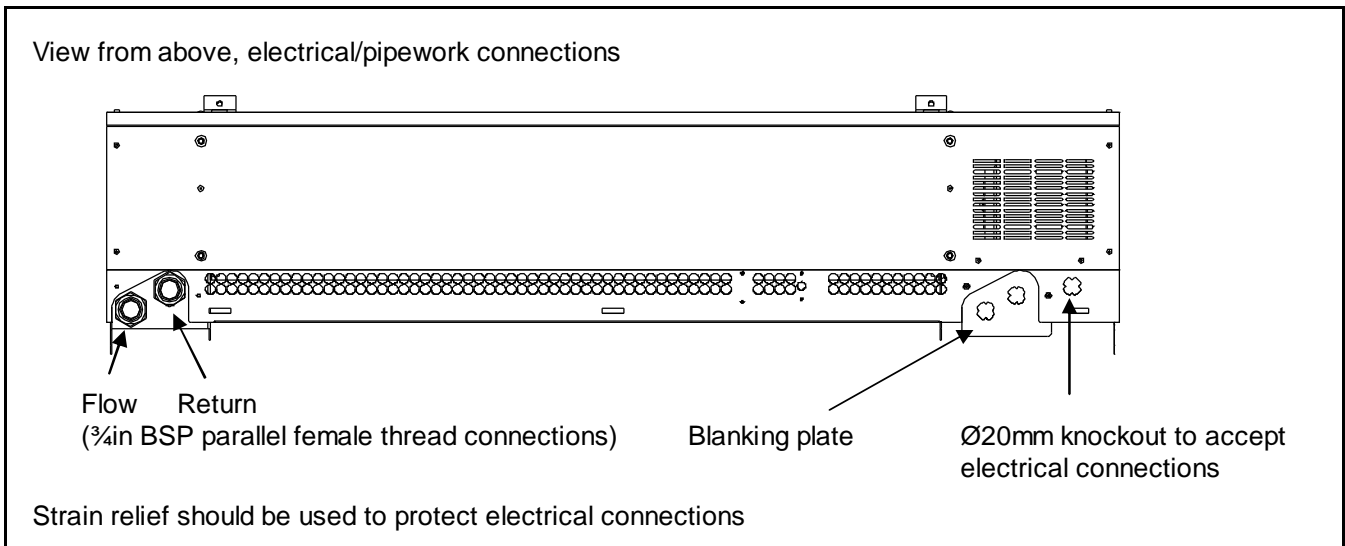 View from above, electrical/pipework connections
Flow Return
(¾in BSP parallel female thread connections)
Blanking plate
Ø20mm knockout to accept
electrical connections
Strain relief should be used to protect electrical connections